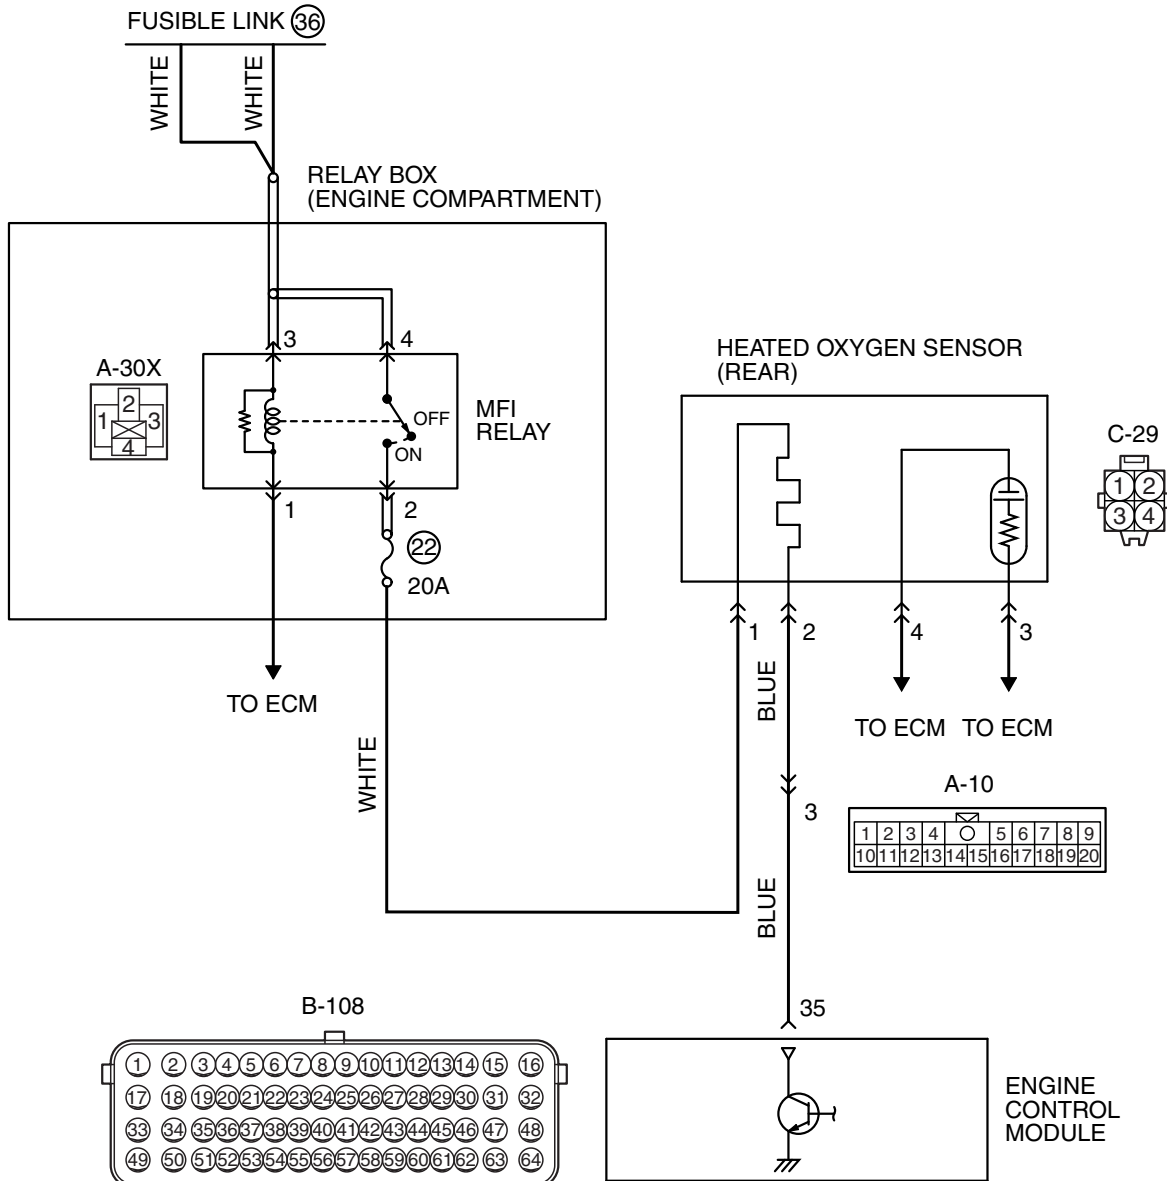 FUSIBLE LINK 36
WHITE
WHITE
RELAY BOX
(ENGINE COMPARTMENT)
3
4
A-30X
1
2
3
4
OFF
ON
MFI
RELAY
1
2
22
20A
TO ECM
WHITE
HEATED OXYGEN SENSOR
(REAR)
C-29
1 2
3 4
1
2
4
3
BLUE
TO ECM
TO ECM
3
A-10
1 2 3 4 5 6 7 8 9
10 11 12 13 14 15 16 17 18 19 20
BLUE
35
B-108
1 2 3 4 5 6 7 8 9 10 11 12 13 14 15 16
17 18 19 20 21 22 23 24 25 26 27 28 29 30 31 32
33 34 35 36 37 38 39 40 41 42 43 44 45 46 47 48
49 50 51 52 53 54 55 56 57 58 59 60 61 62 63 64
ENGINE
CONTROL
MODULE